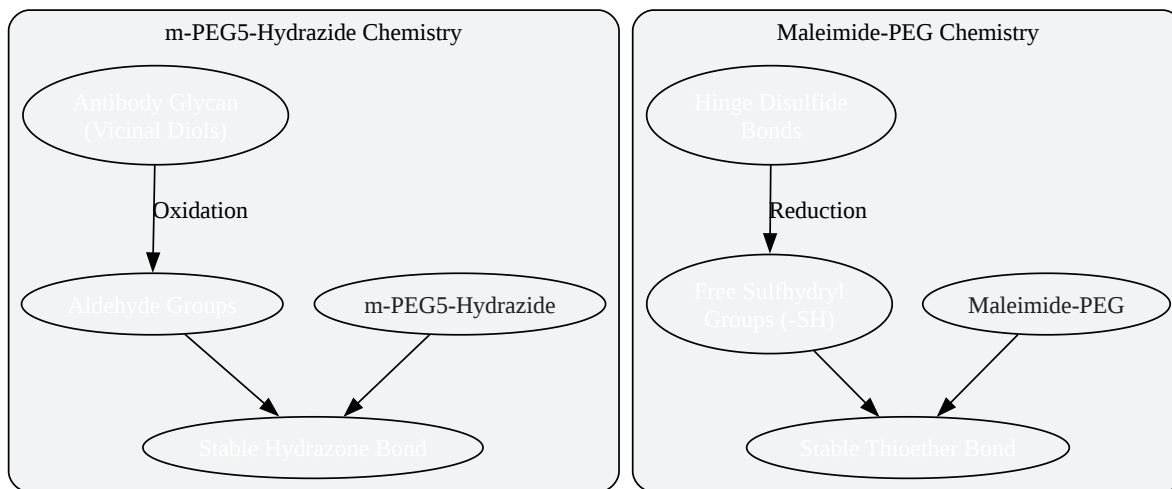 m-PEG5-Hydrazide Chemistry
Antibody Glycan
(Vicinal Diols)
Oxidation
Aldehyde Groups
m-PEG5-Hydrazide
Stable Hydrazone Bond
Maleimide-PEG Chemistry
Hinge Disulfide
Bonds
Reduction
Free Sulfhydryl
Groups (-SH)
Maleimide-PEG
Stable Thioether Bond